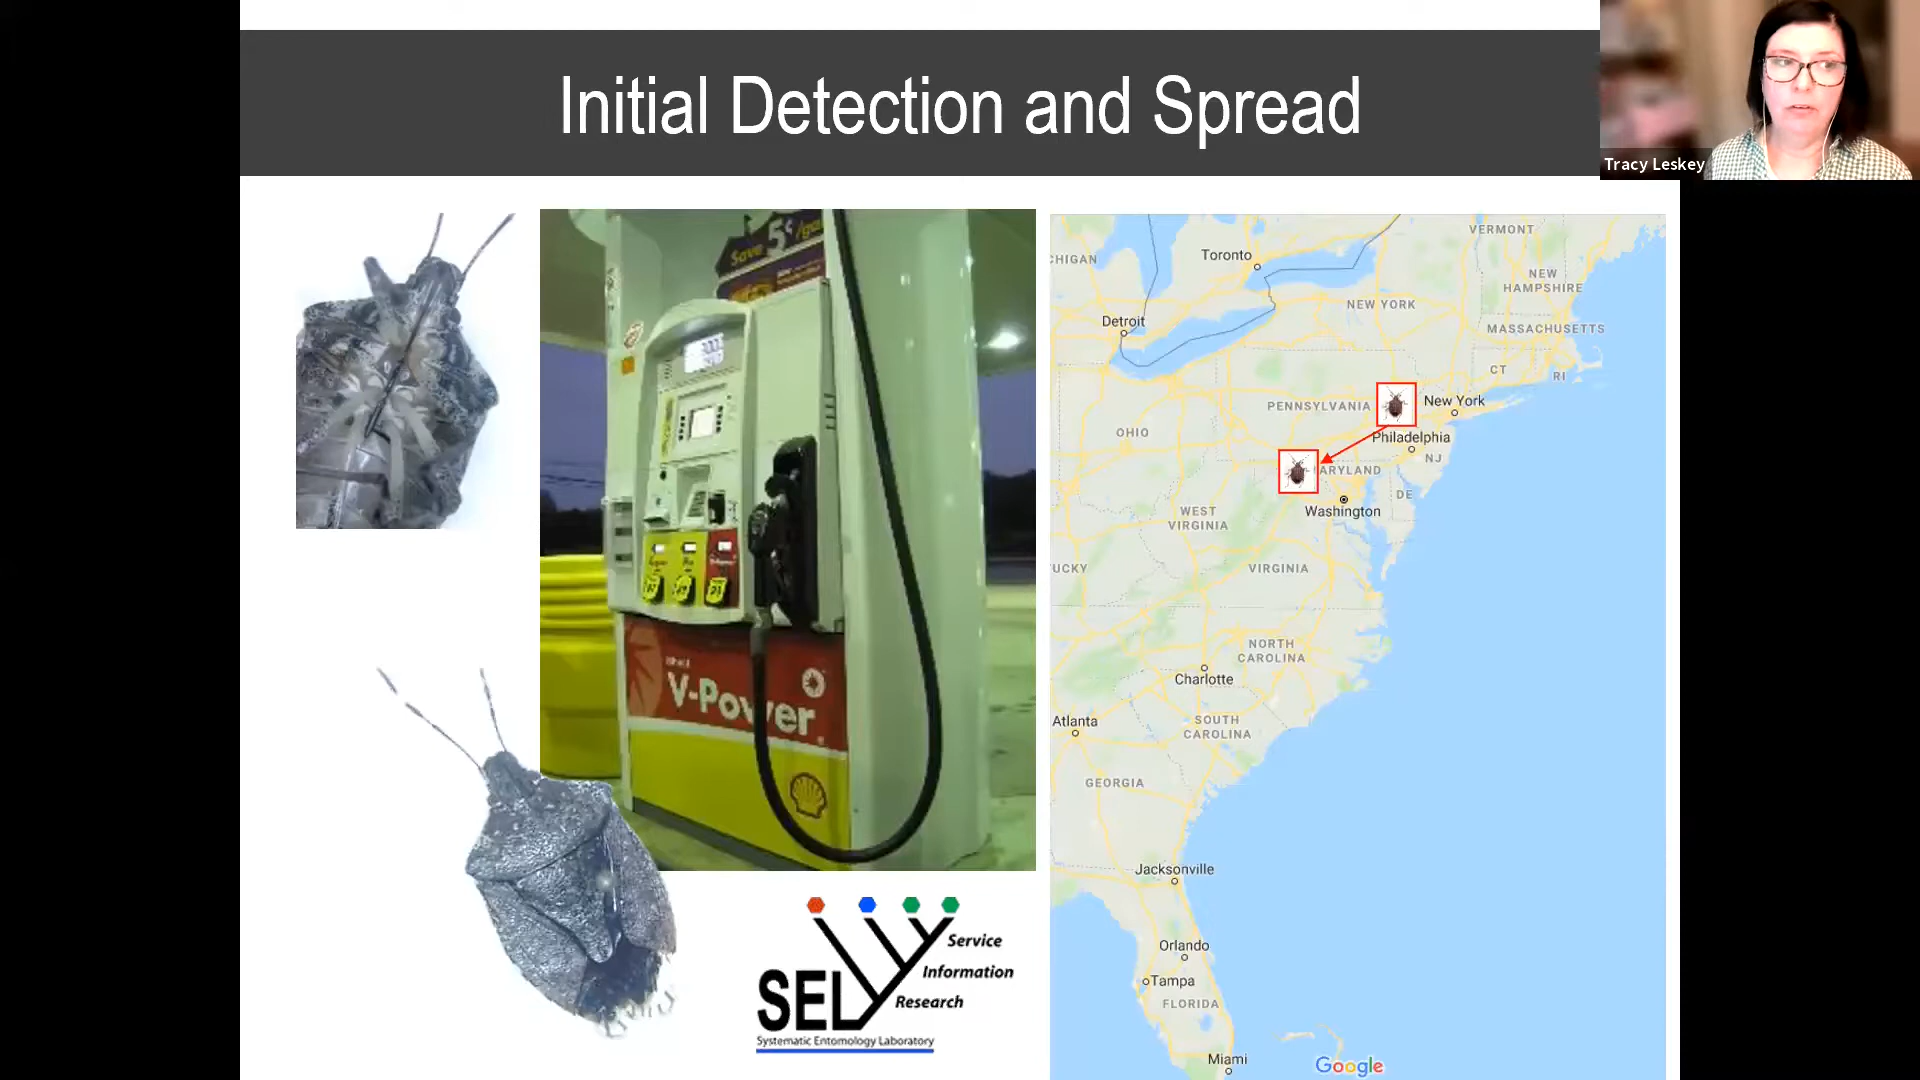 Initial Detection and Spread
Tracy Leskey
Save 5¢/gal
V-Power
SEL
Service
Information
Research
Systematic Entomology Laboratory
VERMONT
Toronto
CHIGAN
NEW
HAMPSHIRE
NEW YORK
Detroit
MASSACHUSETTS
CT
RI
PENNSYLVANIA
New York
OHIO
Philadelphia
NJ
ARYLAND
DE
WEST
VIRGINIA
Washington
UCKY
VIRGINIA
NORTH
CAROLINA
Charlotte
Atlanta
SOUTH
CAROLINA
GEORGIA
Jacksonville
Orlando
Tampa
FLORIDA
Miami
Google